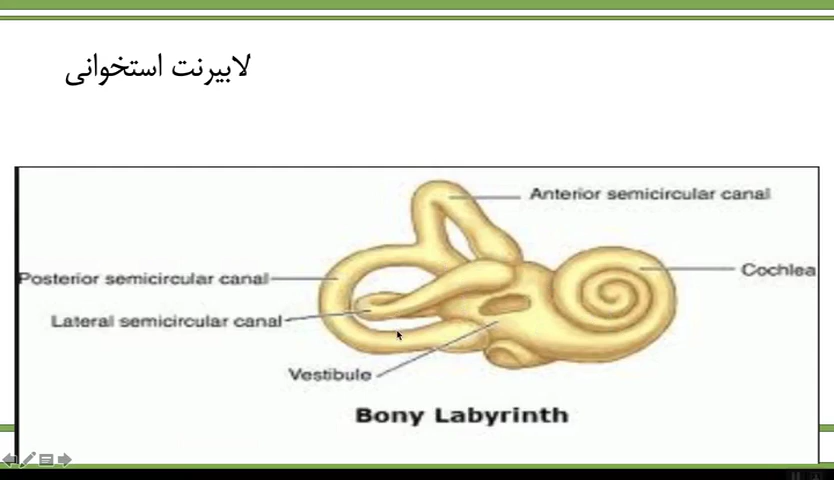 لابیرنت استخوانی
Anterior semicircular canal
Cochlea
Posterior semicircular canal
Lateral semicircular canal
Vestibule
Bony Labyrinth